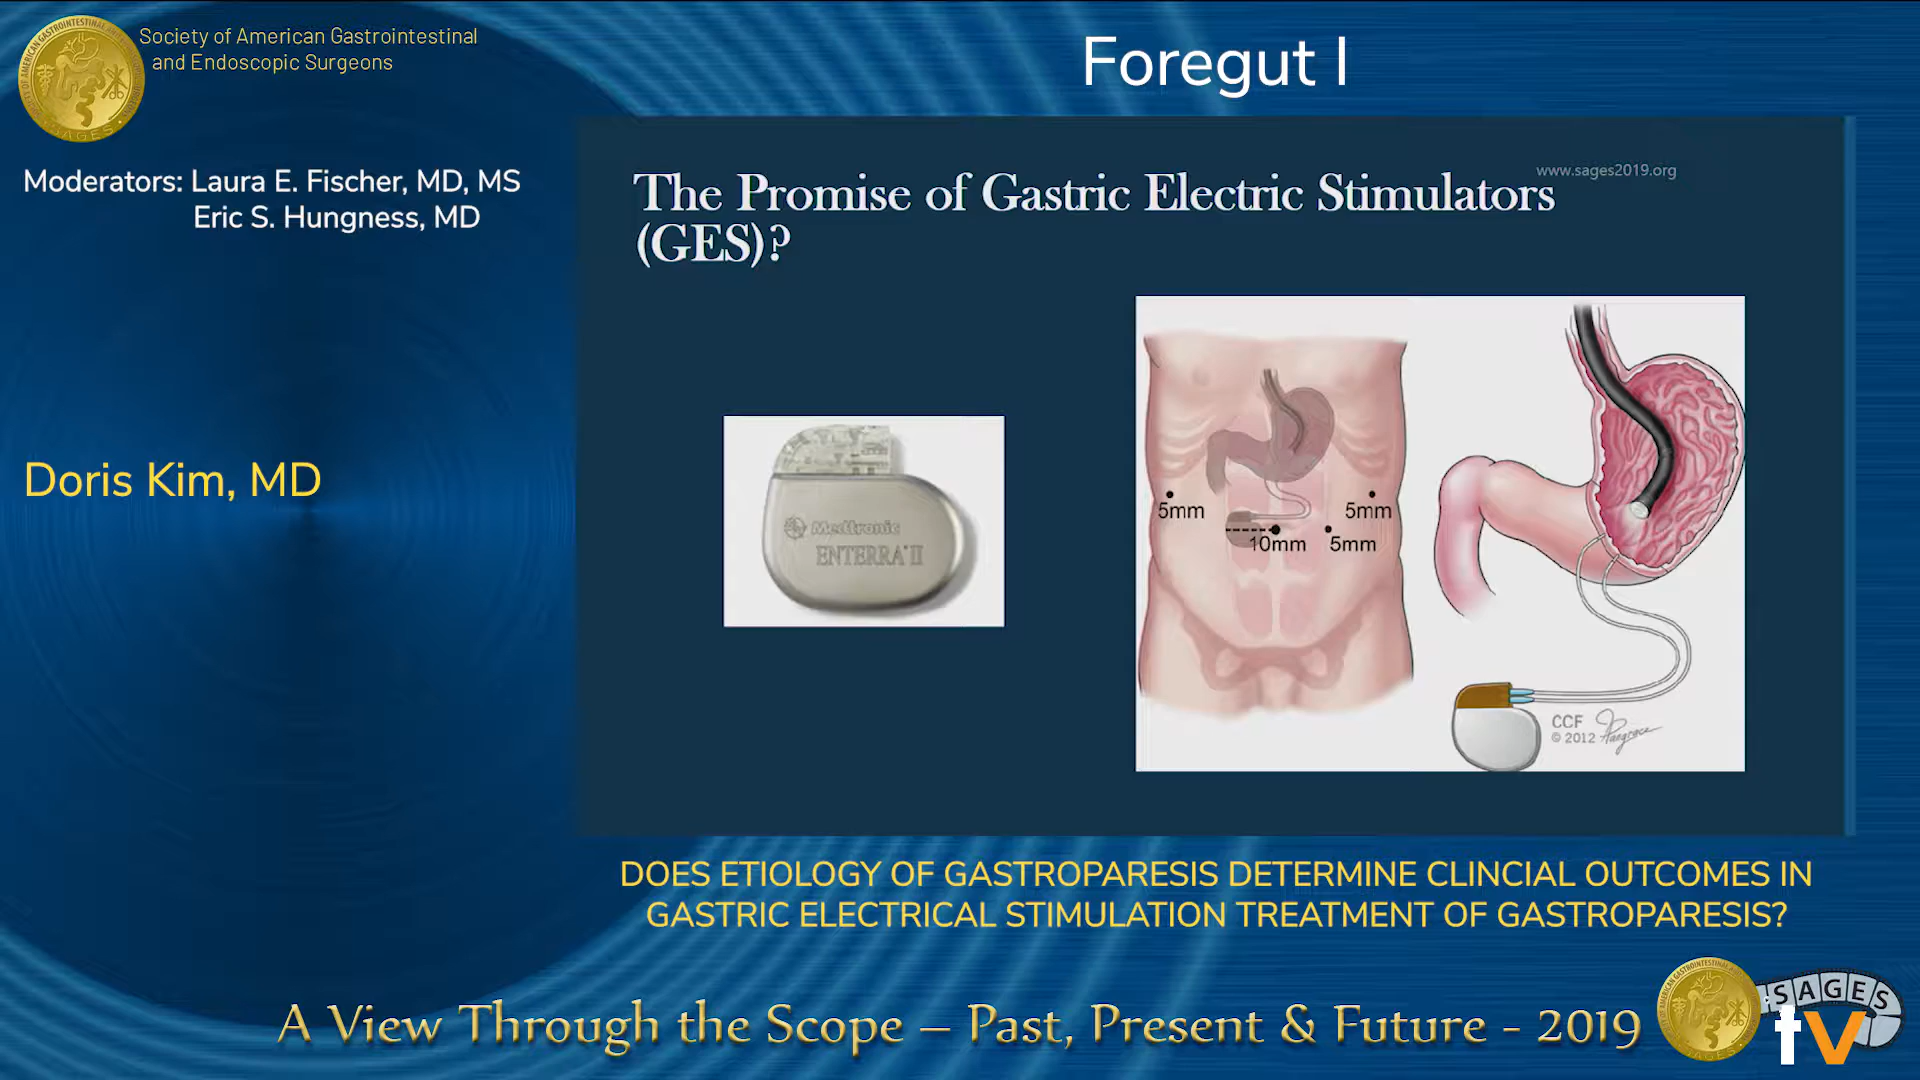 Society of American Gastrointestinal
and Endoscopic Surgeons
Foregut I
Moderators: Laura E. Fischer, MD, MS
Eric S. Hungness, MD
www.sages2019.org
The Promise of Gastric Electric Stimulators
(GES)?
Doris Kim, MD
Medtronic
ENTERRA II
5mm
5mm
10mm
5mm
CCF
© 2012
DOES ETIOLOGY OF GASTROPARESIS DETERMINE CLINCIAL OUTCOMES IN
GASTRIC ELECTRICAL STIMULATION TREATMENT OF GASTROPARESIS?
A View Through the Scope – Past, Present & Future - 2019
SAGES
tv